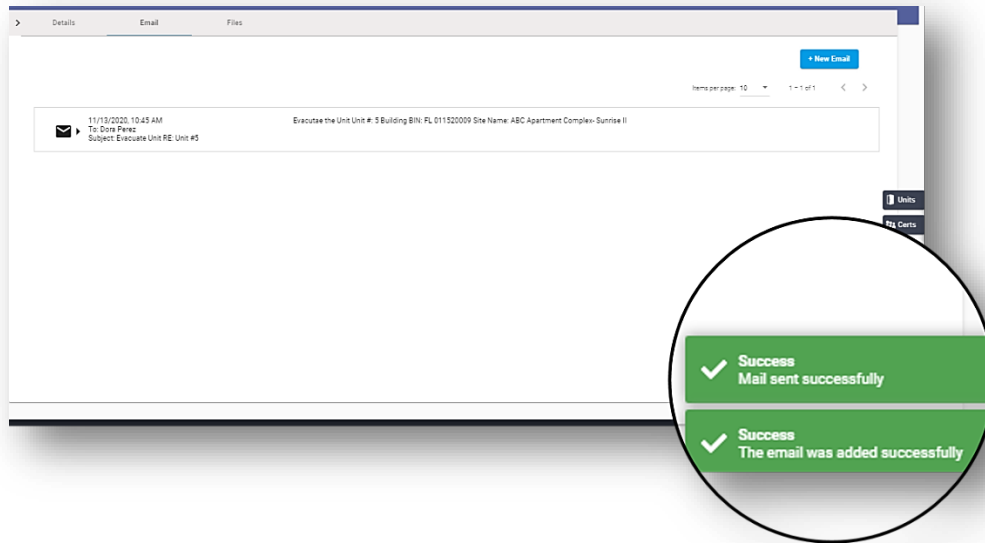 Details Email Files
+ New Email
Items per page: 10 1 – 1 of 1
11/13/2020, 10:45 AM
To: Dora Perez
Subject: Evacuate Unit RE: Unit #5
Evacutae the Unit Unit #: 5 Building BIN: FL 011520009 Site Name: ABC Apartment Complex- Sunrise II
Units
Certs
Success
Mail sent successfully
Success
The email was added successfully